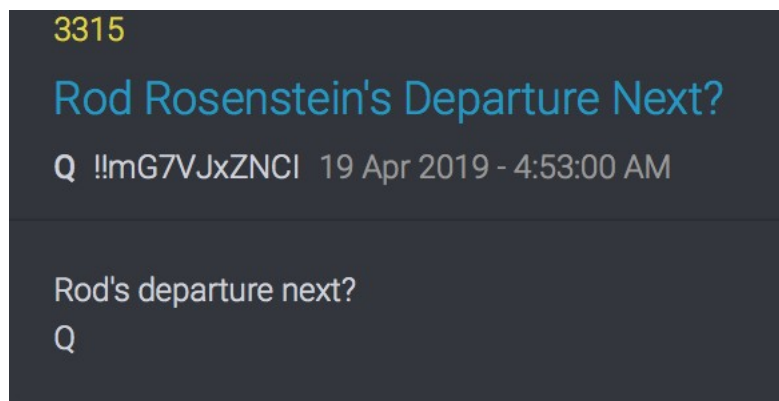 3315
Rod Rosenstein's Departure Next?
Q !!mG7VJxZNCI 19 Apr 2019 - 4:53:00 AM
Rod's departure next?
Q